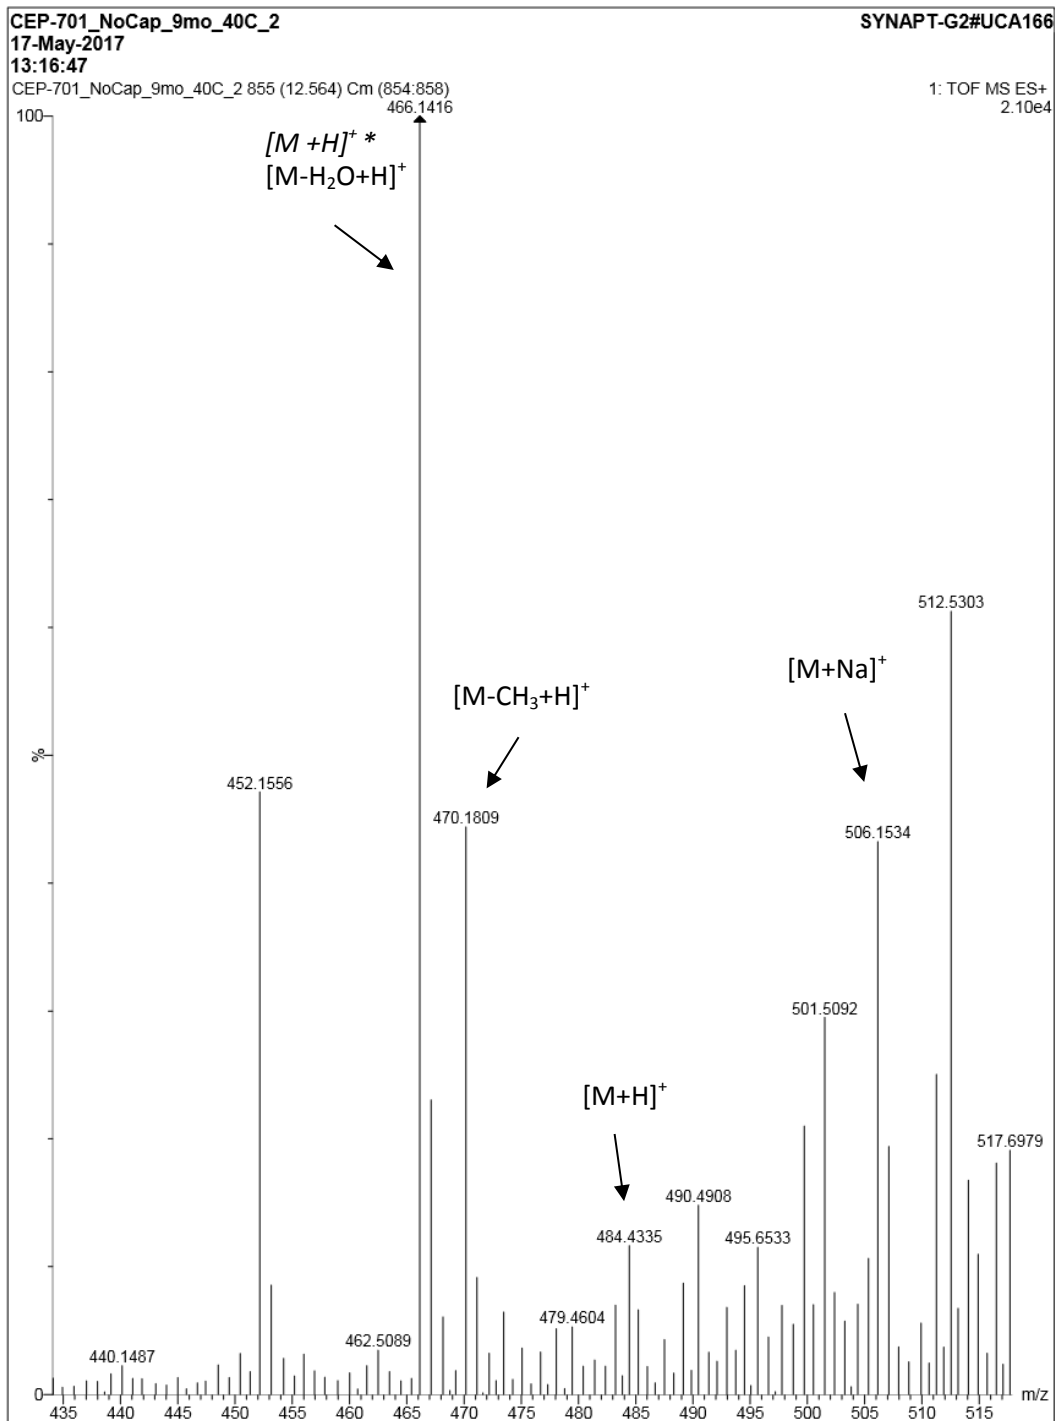 CEP-701_NoCap_9mo_40C_2 SYNAPT-G2#UCA166
17-May-2017
13:16:47
CEP-701_NoCap_9mo_40C_2 855 (12.564) Cm (854:858) 1: TOF MS ES+
2.10e4
100
466.1416
[M +H]⁺ *
[M-H₂O+H]⁺
512.5303
[M+Na]⁺
[M-CH₃+H]⁺
%
452.1556
470.1809
506.1534
501.5092
[M+H]⁺
517.6979
490.4908
484.4335
495.6533
479.4604
462.5089
440.1487
0
m/z
435 440 445 450 455 460 465 470 475 480 485 490 495 500 505 510 515